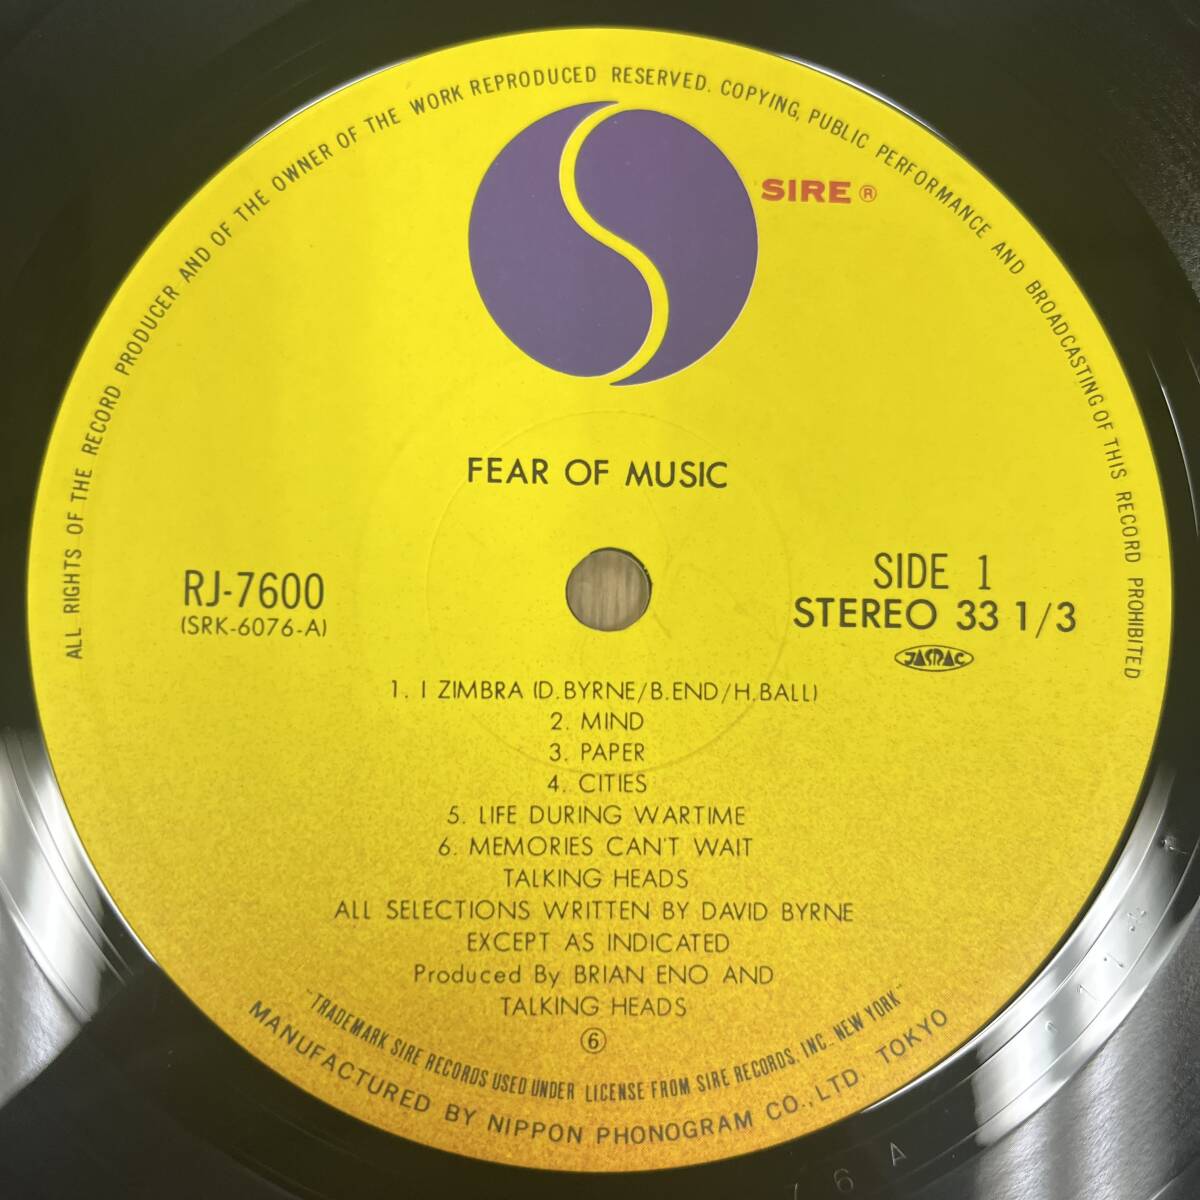 ALL RIGHTS OF THE RECORD PRODUCER AND OF THE OWNER OF THE WORK REPRODUCED RESERVED. COPYING, PUBLIC PERFORMANCE AND BROADCASTING OF THIS RECORD PROHIBITED
SIRE ®
FEAR OF MUSIC
RJ-7600
(SRK-6076-A)
SIDE 1
STEREO 33 1/3
JASRAC
1. I ZIMBRA (D.BYRNE/B.END/H.BALL)
2. MIND
3. PAPER
4. CITIES
5. LIFE DURING WARTIME
6. MEMORIES CAN'T WAIT
TALKING HEADS
ALL SELECTIONS WRITTEN BY DAVID BYRNE
EXCEPT AS INDICATED
Produced By BRIAN ENO AND
TALKING HEADS
⑥
"TRADEMARK SIRE RECORDS USED UNDER LICENSE FROM SIRE RECORDS, INC., NEW YORK"
MANUFACTURED BY NIPPON PHONOGRAM CO., LTD. TOKYO